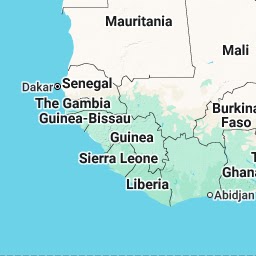 Mauritania
Mali
Dakar
Senegal
The Gambia
Guinea-Bissau
Burkina
Faso
Guinea
Sierra Leone
Ghana
Liberia
Abidjan